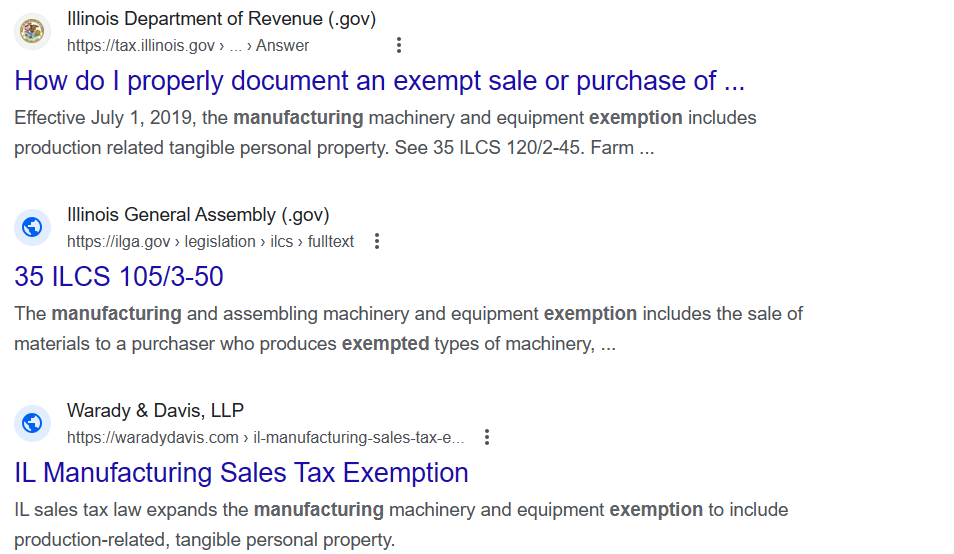 Illinois Department of Revenue (.gov)
https://tax.illinois.gov › ... › Answer
How do I properly document an exempt sale or purchase of ...
Effective July 1, 2019, the manufacturing machinery and equipment exemption includes
production related tangible personal property. See 35 ILCS 120/2-45. Farm ...
Illinois General Assembly (.gov)
https://ilga.gov › legislation › ilcs › fulltext
35 ILCS 105/3-50
The manufacturing and assembling machinery and equipment exemption includes the sale of
materials to a purchaser who produces exempted types of machinery, ...
Warady & Davis, LLP
https://waradydavis.com › il-manufacturing-sales-tax-e...
IL Manufacturing Sales Tax Exemption
IL sales tax law expands the manufacturing machinery and equipment exemption to include
production-related, tangible personal property.